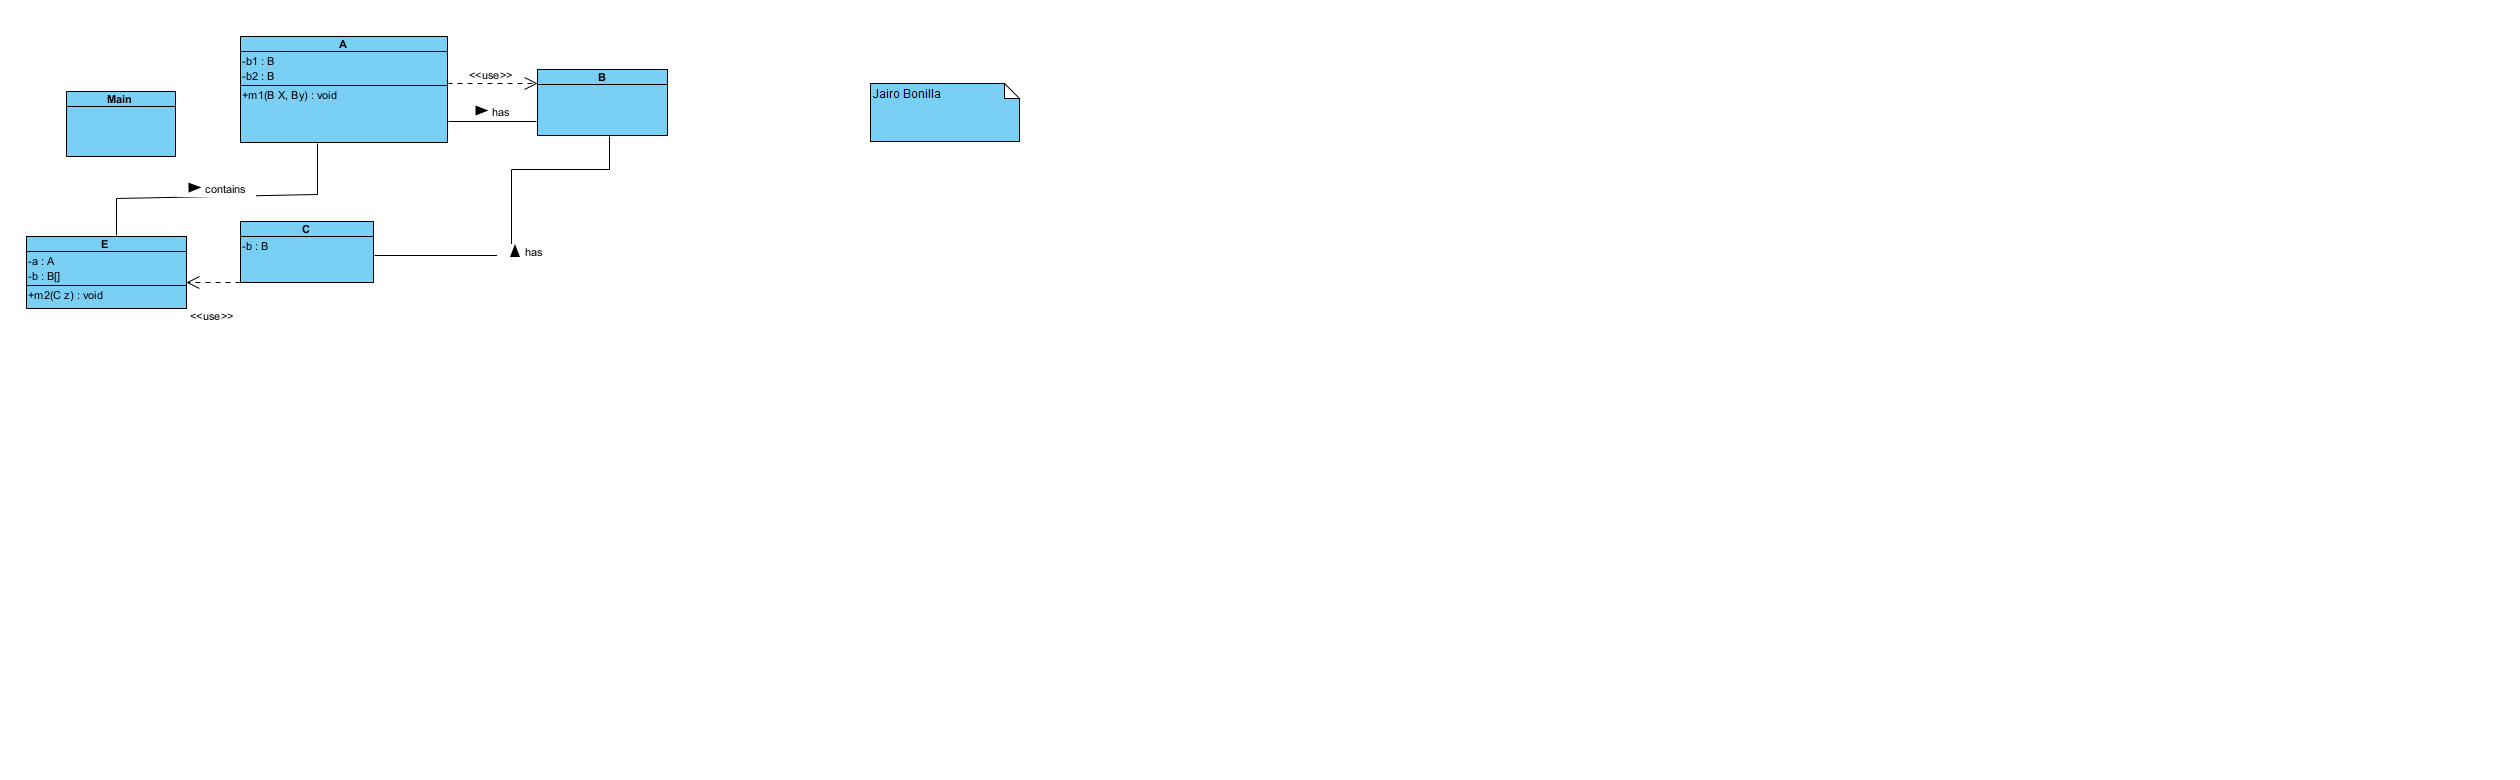 Main
A
-b1 : B
-b2 : B
+m1(B X, By) : void
<<use>>
has
B
Jairo Bonilla
contains
E
-a : A
-b : B[]
+m2(C z) : void
<<use>>
C
-b : B
has